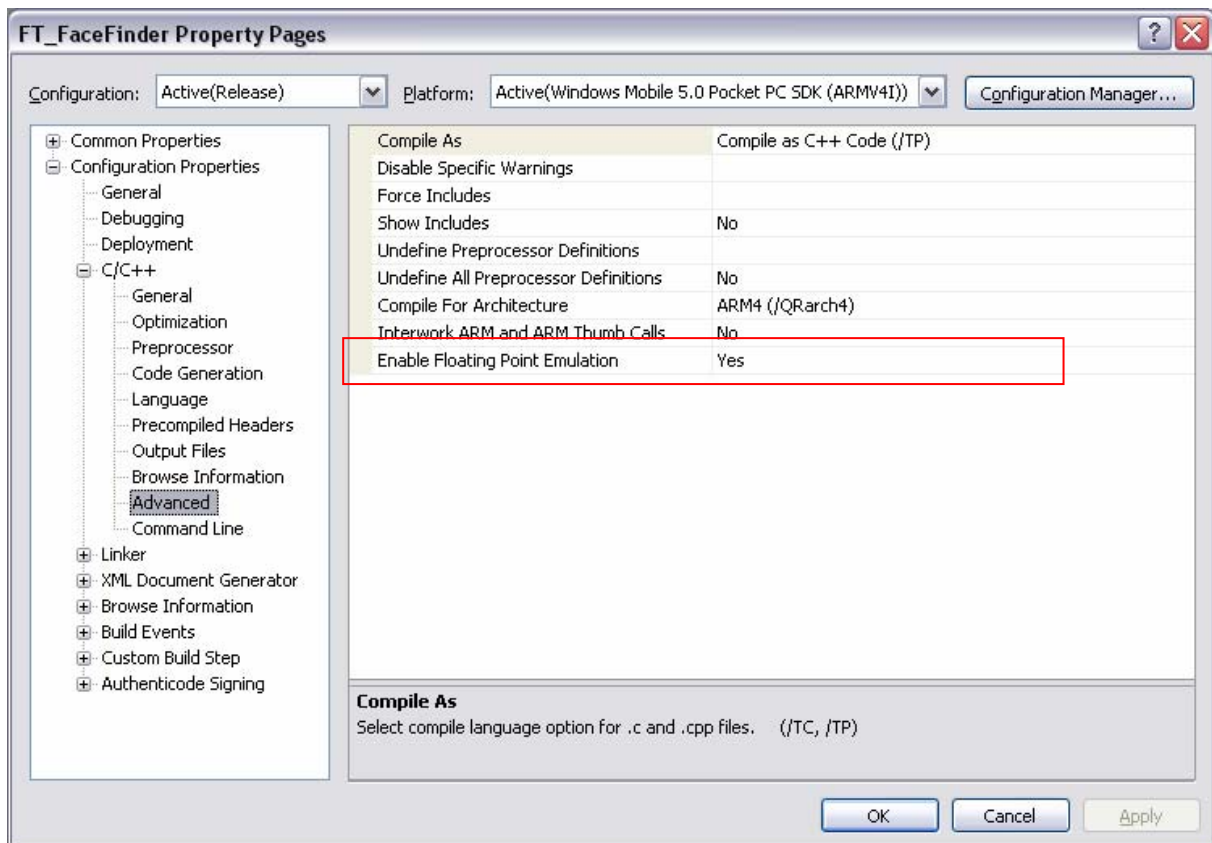 FT_FaceFinder Property Pages
Configuration: Active(Release) Platform: Active(Windows Mobile 5.0 Pocket PC SDK (ARMV4I)) Configuration Manager...
Common Properties
Configuration Properties
General
Debugging
Deployment
C/C++
General
Optimization
Preprocessor
Code Generation
Language
Precompiled Headers
Output Files
Browse Information
Advanced
Command Line
Linker
XML Document Generator
Browse Information
Build Events
Custom Build Step
Authenticode Signing
Compile As Compile as C++ Code (/TP)
Disable Specific Warnings
Force Includes
Show Includes No
Undefine Preprocessor Definitions
Undefine All Preprocessor Definitions No
Compile For Architecture ARM4 (/QRarch4)
Interwork ARM and ARM Thumb Calls No
Enable Floating Point Emulation Yes
Compile As
Select compile language option for .c and .cpp files. (/TC, /TP)
OK Cancel Apply